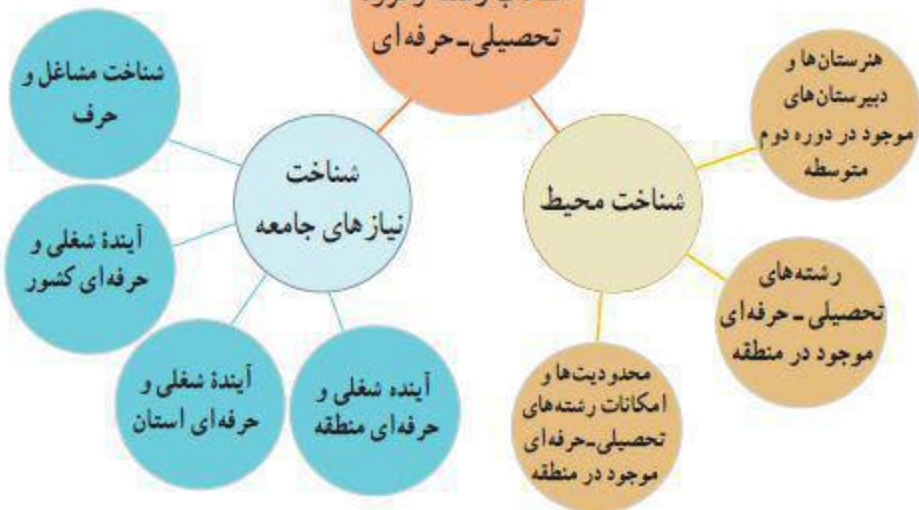 تحصیلی-حرفه‌ای
هنرستان‌ها و
دبیرستان‌های
موجود در دوره دوم
متوسطه
شناخت محیط
رشته‌های
تحصیلی - حرفه‌ای
موجود در منطقه
محدودیت‌ها و
امکانات رشته‌های
تحصیلی-حرفه‌ای
موجود در منطقه
شناخت
نیازهای جامعه
شناخت مشاغل و
حرف
آیندۀ شغلی و
حرفه‌ای کشور
آیندۀ شغلی و
حرفه‌ای استان
آینده شغلی و
حرفه‌ای منطقه